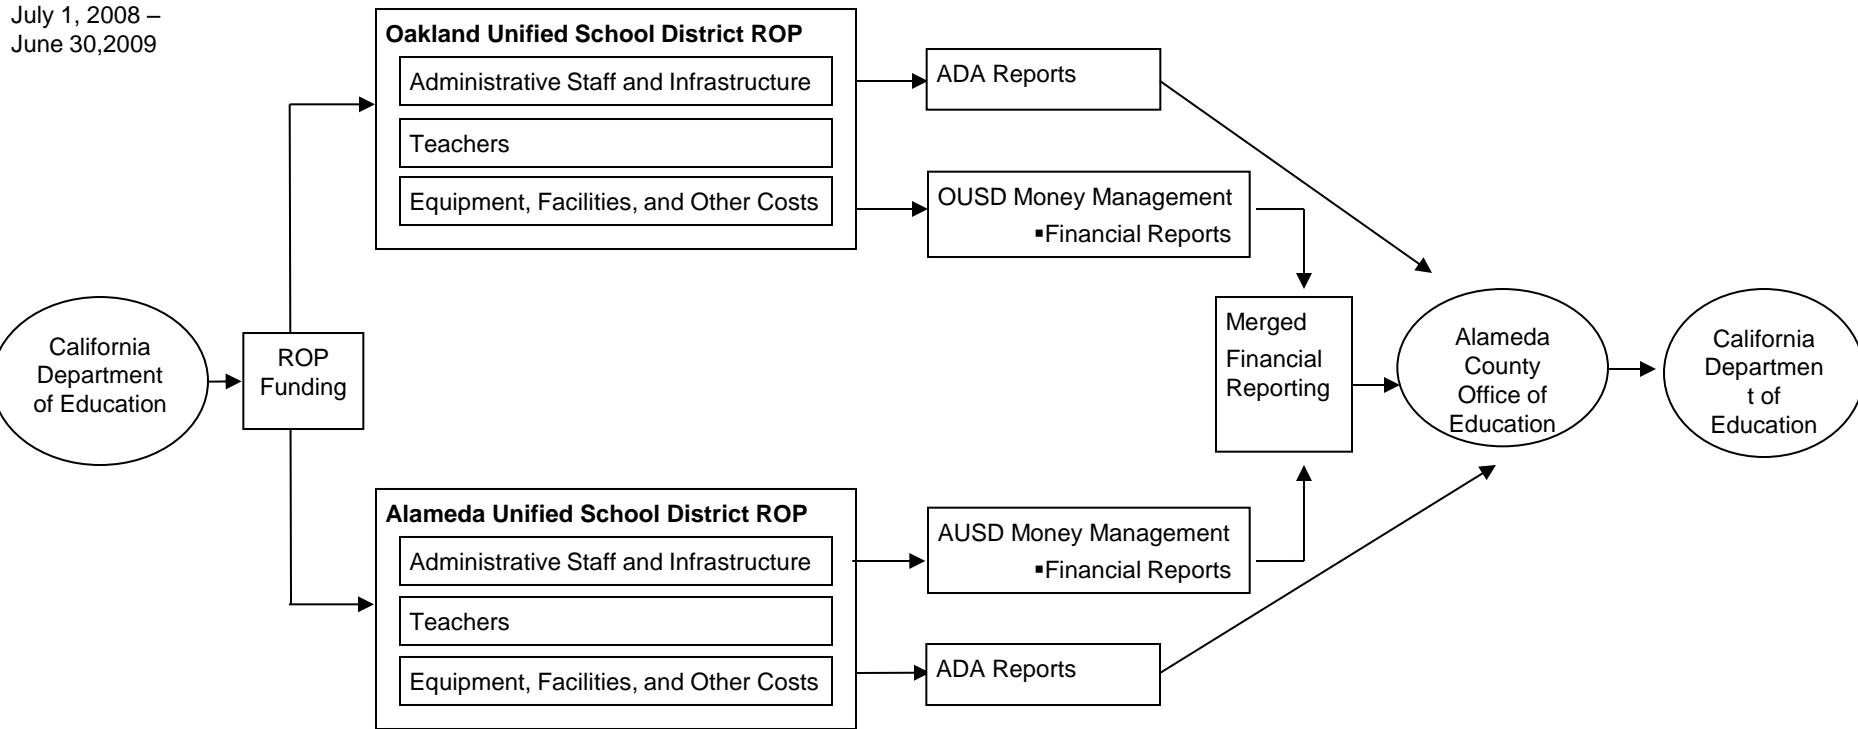 July 1, 2008 –
June 30,2009
Oakland Unified School District ROP
Administrative Staff and Infrastructure
Teachers
Equipment, Facilities, and Other Costs
ADA Reports
OUSD Money Management
▪Financial Reports
California
Department
of Education
ROP
Funding
Merged
Financial
Reporting
Alameda
County
Office of
Education
California
Departmen
t of
Education
Alameda Unified School District ROP
Administrative Staff and Infrastructure
Teachers
Equipment, Facilities, and Other Costs
AUSD Money Management
▪Financial Reports
ADA Reports